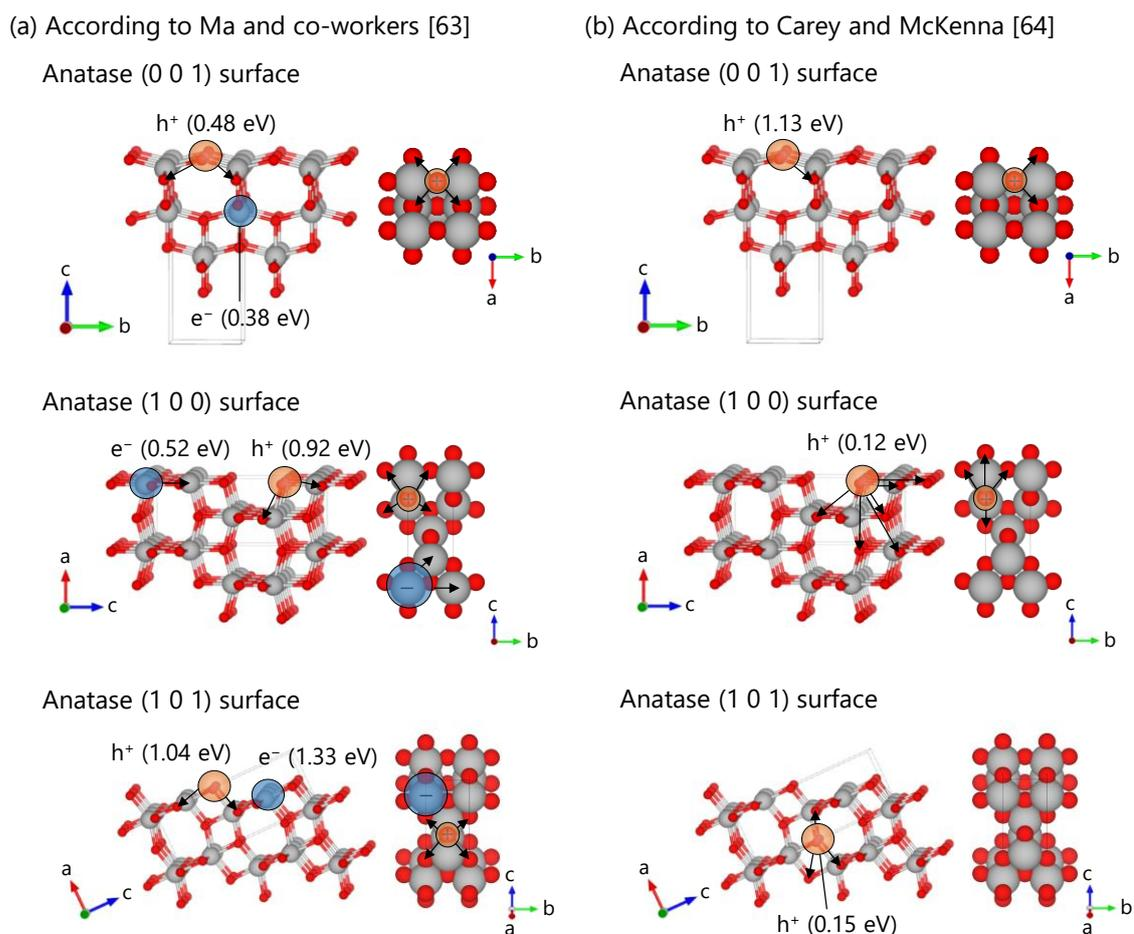 (a) According to Ma and co-workers [63]
Anatase (0 0 1) surface
h⁺ (0.48 eV)
e⁻ (0.38 eV)
c
b
b
a
Anatase (1 0 0) surface
e⁻ (0.52 eV)
h⁺ (0.92 eV)
a
c
c
b
Anatase (1 0 1) surface
h⁺ (1.04 eV)
e⁻ (1.33 eV)
a
c
c
b
a
(b) According to Carey and McKenna [64]
Anatase (0 0 1) surface
h⁺ (1.13 eV)
c
b
b
a
Anatase (1 0 0) surface
h⁺ (0.12 eV)
a
c
c
b
Anatase (1 0 1) surface
h⁺ (0.15 eV)
a
c
c
b
a